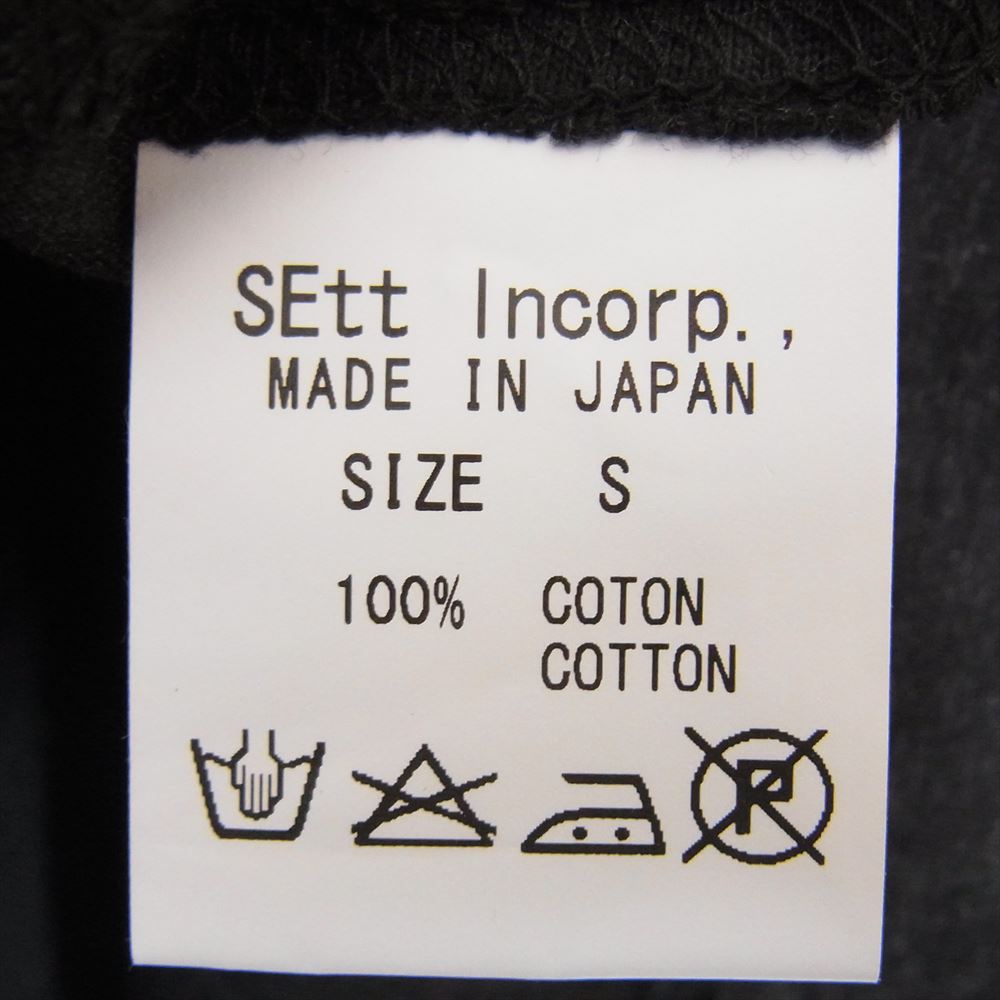 SEtt Incorp.,
MADE IN JAPAN
SIZE S
100% COTON
COTTON
P